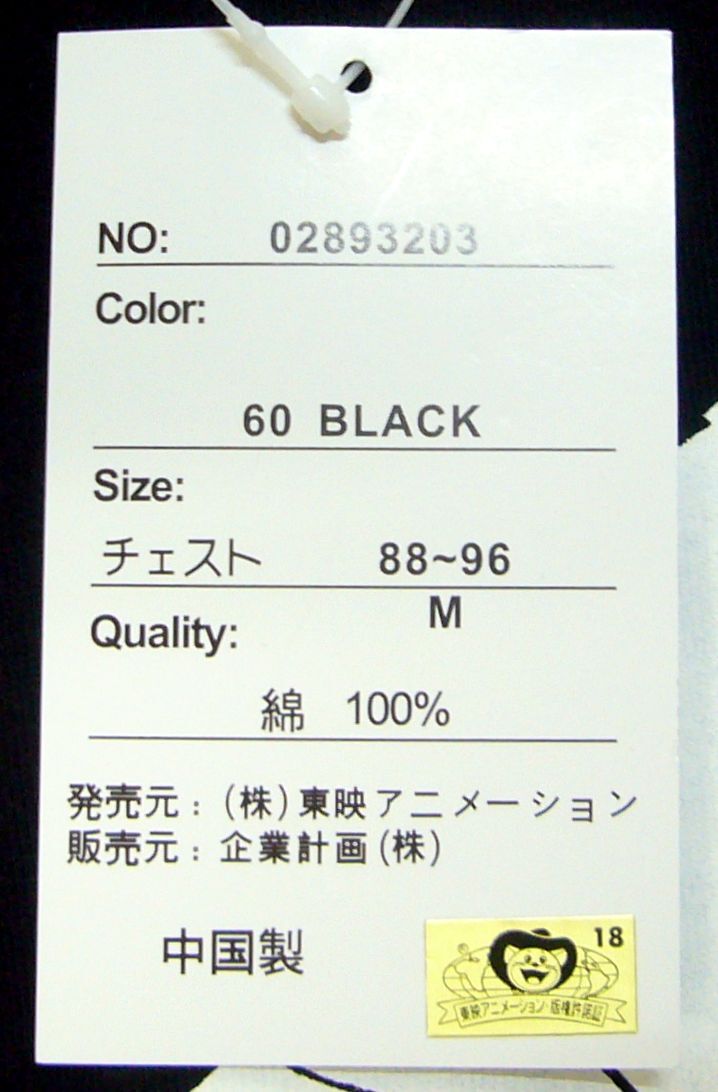 NO: 02893203
Color:
60 BLACK
Size:
チェスト 88~96
M
Quality:
綿 100%
発売元：(株)東映アニメーション
販売元：企業計画(株)
中国製
18
東映アニメーション・版権許諾証